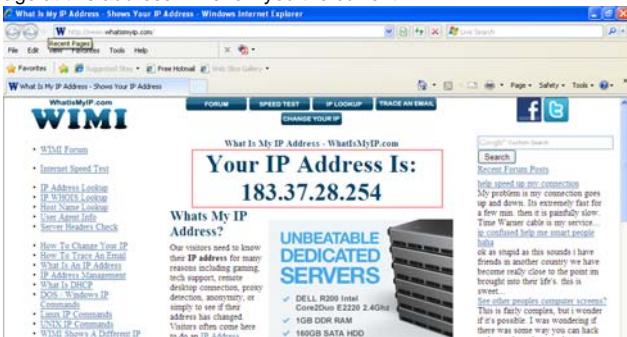 What Is My IP Address - Shows Your IP Address - Windows Internet Explorer
whatismyip.com
Live Search
Recent Pages
File Edit View Favorites Tools Help
Favorites
Suggested Sites
Free Hotmail
Web Slice Gallery
What Is My IP Address - Shows Your IP Address
Page
Safety
Tools
WhatIsMyIP.com
WIMI
FORUM
SPEED TEST
IP LOOKUP
TRACE AN EMAIL
CHANGE YOUR IP
What Is My IP Address - WhatIsMyIP.com
Your IP Address Is:
183.37.28.254
WIMI Forum
Internet Speed Test
IP Address Lookup
IP WHOIS Lookup
Host Name Lookup
User Agent Info
Server Headers Check
How To Change Your IP
How To Trace An Email
What Is An IP Address
IP Address Management
What Is DHCP
DOS / Windows IP
Commands
Linux IP Commands
UNIX IP Commands
WIMI Shows A Different IP
Whats My IP
Address?
Our visitors need to know
their IP address for many
reasons including gaming,
tech support, remote
desktop connection, proxy
detection, anonymity, or
simply to see if their
address has changed.
Visitors often come here
to do an IP Address
UNBEATABLE
DEDICATED
SERVERS
DELL R200 Intel
Core2Duo E2220 2.4Ghz
1GB DDR RAM
160GB SATA HDD
Google Custom Search
Search
Recent Forum Posts
help speed up my connection
My problem is my connection goes
up and down. Its extremely fast for
a few min. then it is painfully slow.
Time Warner cable is my service...
ip confused help me smart people
haha
ok as stupid as this sounds i have
friends in another country we have
become really close to the point im
brought into their life's. this is
sweet...
See other peoples computer screens?
This is fairly complex, but i wonder
if it's possible. I was wondering if
there was some way you can hack